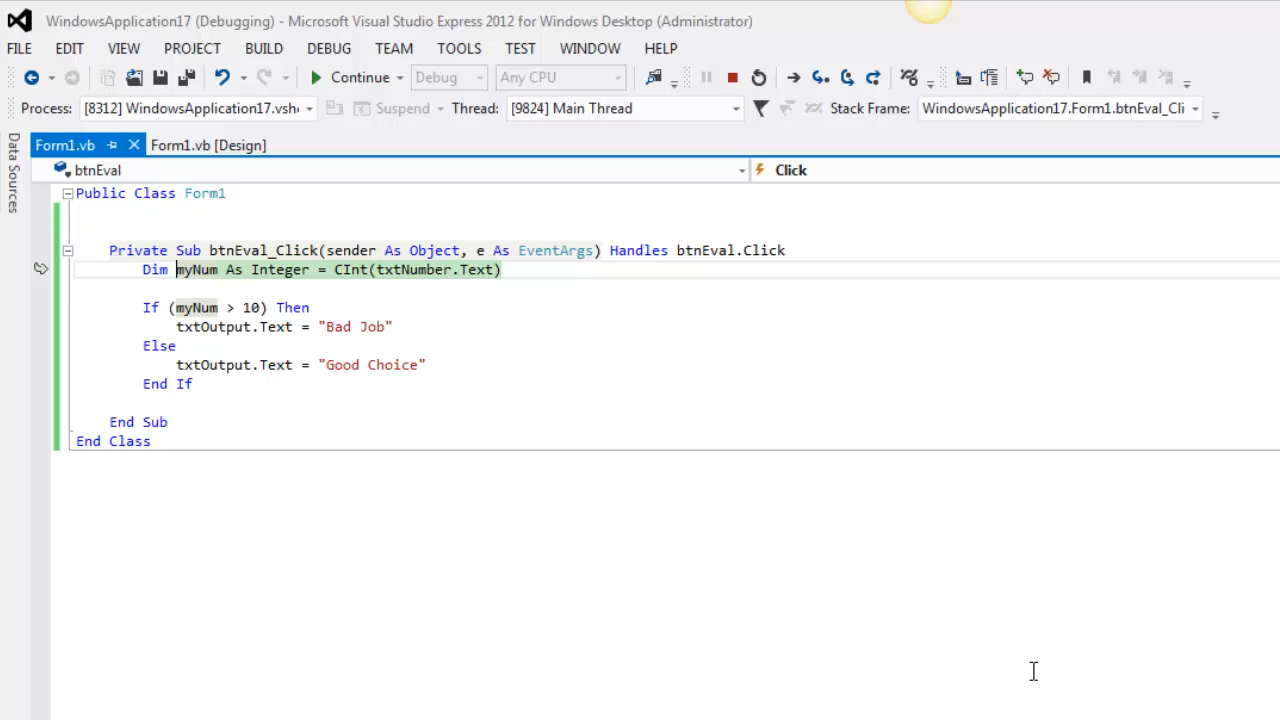 WindowsApplication17 (Debugging) - Microsoft Visual Studio Express 2012 for Windows Desktop (Administrator)
FILE EDIT VIEW PROJECT BUILD DEBUG TEAM TOOLS TEST WINDOW HELP
Continue Debug Any CPU
Process: [8312] WindowsApplication17.vshc Suspend Thread: [9824] Main Thread Stack Frame: WindowsApplication17.Form1.btnEval_Cli
Data Sources
Form1.vb Form1.vb [Design]
btnEval Click
Public Class Form1
Private Sub btnEval_Click(sender As Object, e As EventArgs) Handles btnEval.Click
Dim myNum As Integer = CInt(txtNumber.Text)
If (myNum > 10) Then
txtOutput.Text = "Bad Job"
Else
txtOutput.Text = "Good Choice"
End If
End Sub
End Class